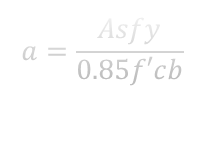 a = Asfy / 0.85f'cb